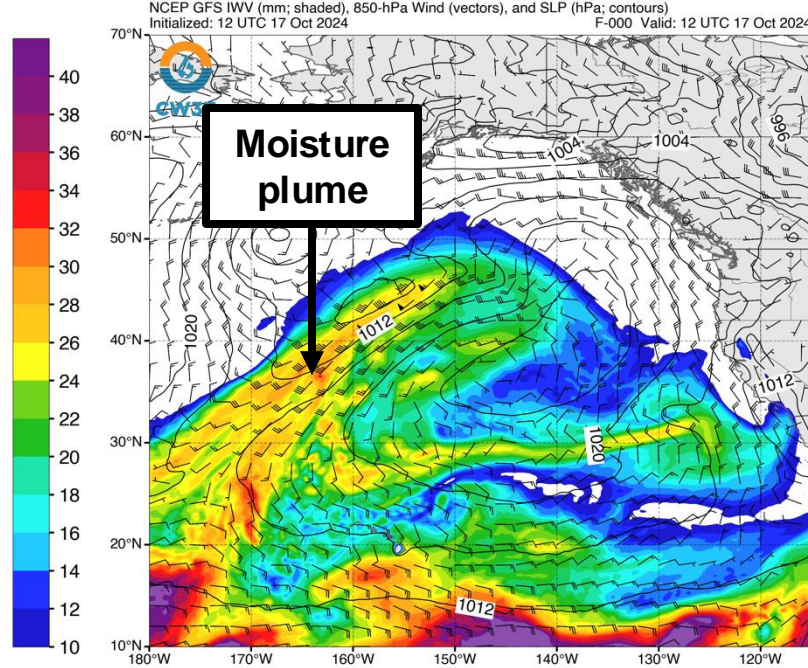 NCEP GFS IWV (mm; shaded), 850-hPa Wind (vectors), and SLP (hPa; contours)
Initialized: 12 UTC 17 Oct 2024 F-000 Valid: 12 UTC 17 Oct 2024
70°N
60°N
50°N
40°N
30°N
20°N
10°N
180°W 170°W 160°W 150°W 140°W 130°W 120°W
40
38
36
34
32
30
28
26
24
22
20
18
16
14
12
10
Moisture
plume
1004
1004
996
1020
1012
1012
1020
1012